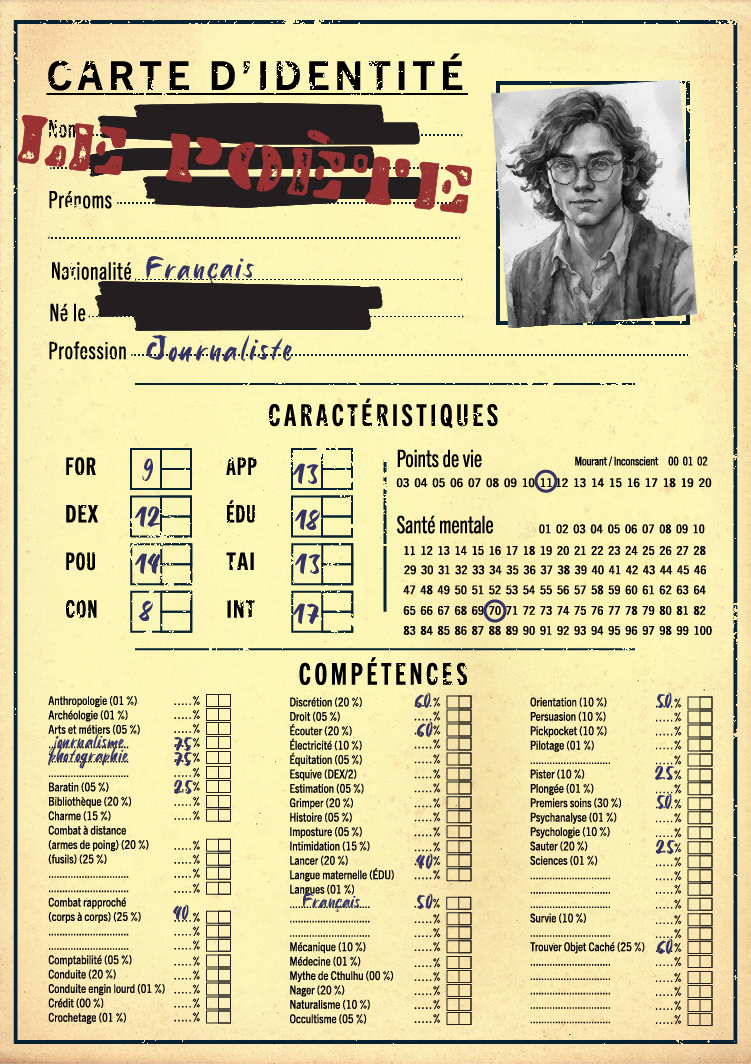 CARTE D'IDENTITÉ
Nom
LE POÈTE
Prénoms
Nationalité Français
Né le
Profession Journaliste
CARACTÉRISTIQUES
FOR 9 APP 13
DEX 12 ÉDU 18
POU 14 TAI 13
CON 8 INT 17
Points de vie Mourant / Inconscient 00 01 02
03 04 05 06 07 08 09 10 11 12 13 14 15 16 17 18 19 20
Santé mentale 01 02 03 04 05 06 07 08 09 10
11 12 13 14 15 16 17 18 19 20 21 22 23 24 25 26 27 28
29 30 31 32 33 34 35 36 37 38 39 40 41 42 43 44 45 46
47 48 49 50 51 52 53 54 55 56 57 58 59 60 61 62 63 64
65 66 67 68 69 70 71 72 73 74 75 76 77 78 79 80 81 82
83 84 85 86 87 88 89 90 91 92 93 94 95 96 97 98 99 100
COMPÉTENCES
Anthropologie (01 %) .....%
Archéologie (01 %) .....%
Arts et métiers (05 %) .....%
journalisme 75%
photographie 75%
.....%
Baratin (05 %) 25%
Bibliothèque (20 %) .....%
Charme (15 %) .....%
Combat à distance
(armes de poing) (20 %) .....%
(fusils) (25 %) .....%
.....%
.....%
Combat rapproché
(corps à corps) (25 %) 40%
.....%
.....%
Comptabilité (05 %) .....%
Conduite (20 %) .....%
Conduite engin lourd (01 %) .....%
Crédit (00 %) .....%
Crochetage (01 %) .....%
Discrétion (20 %) 60%
Droit (05 %) .....%
Écouter (20 %) 60%
Électricité (10 %) .....%
Équitation (05 %) .....%
Esquive (DEX/2) .....%
Estimation (05 %) .....%
Grimper (20 %) .....%
Histoire (05 %) .....%
Imposture (05 %) .....%
Intimidation (15 %) .....%
Lancer (20 %) 40%
Langue maternelle (ÉDU) .....%
Langues (01 %)
Français 50%
.....%
.....%
Mécanique (10 %) .....%
Médecine (01 %) .....%
Mythe de Cthulhu (00 %) .....%
Nager (20 %) .....%
Naturalisme (10 %) .....%
Occultisme (05 %) .....%
Orientation (10 %) 50%
Persuasion (10 %) .....%
Pickpocket (10 %) .....%
Pilotage (01 %) .....%
.....%
Pister (10 %) 25%
Plongée (01 %) .....%
Premiers soins (30 %) 50%
Psychanalyse (01 %) .....%
Psychologie (10 %) .....%
Sauter (20 %) 25%
Sciences (01 %) .....%
.....%
.....%
.....%
Survie (10 %) .....%
.....%
Trouver Objet Caché (25 %) 60%
.....%
.....%
.....%
.....%
.....%